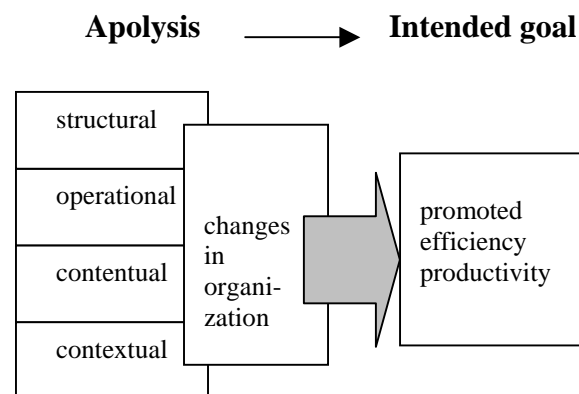 Apolysis Intended goal
structural
operational
contentual
contextual
changes
in
organi-
zation
promoted
efficiency
productivity